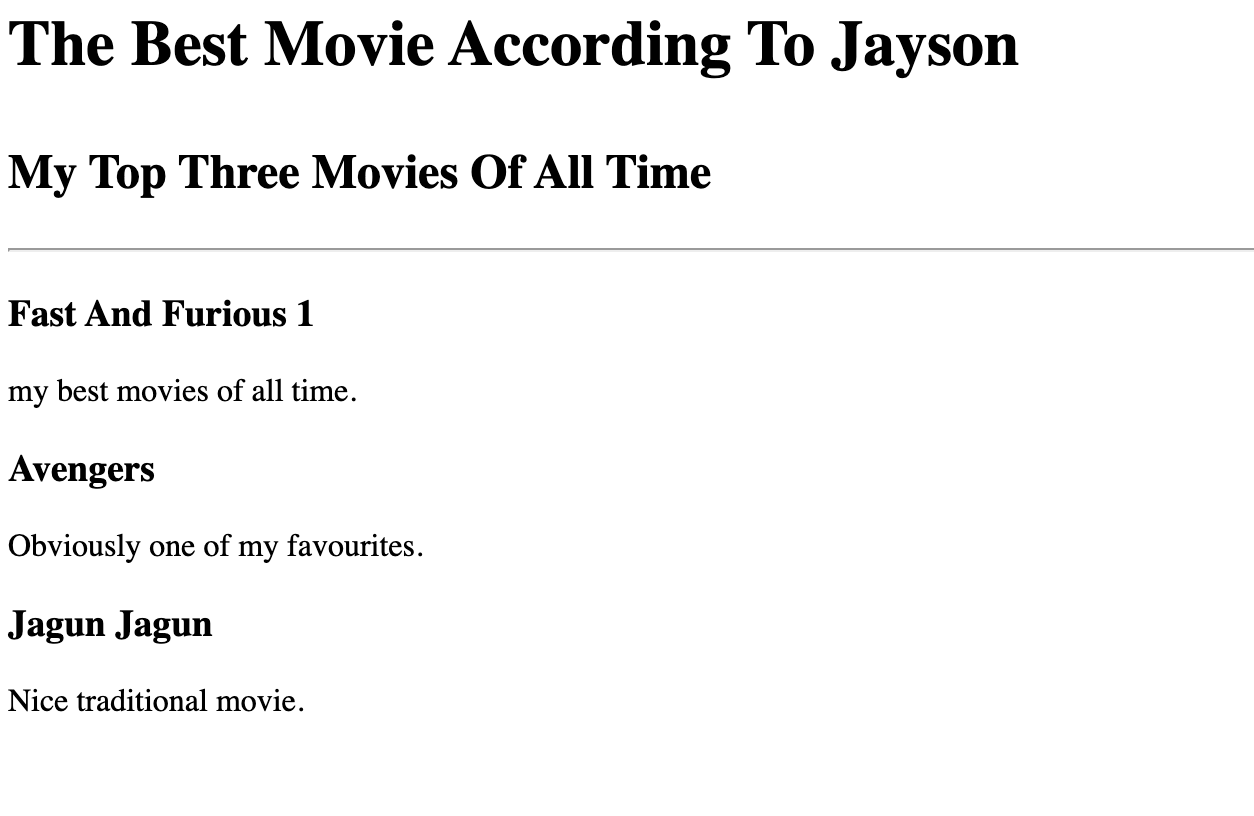 The Best Movie According To Jayson
My Top Three Movies Of All Time
Fast And Furious 1
my best movies of all time.
Avengers
Obviously one of my favourites.
Jagun Jagun
Nice traditional movie.